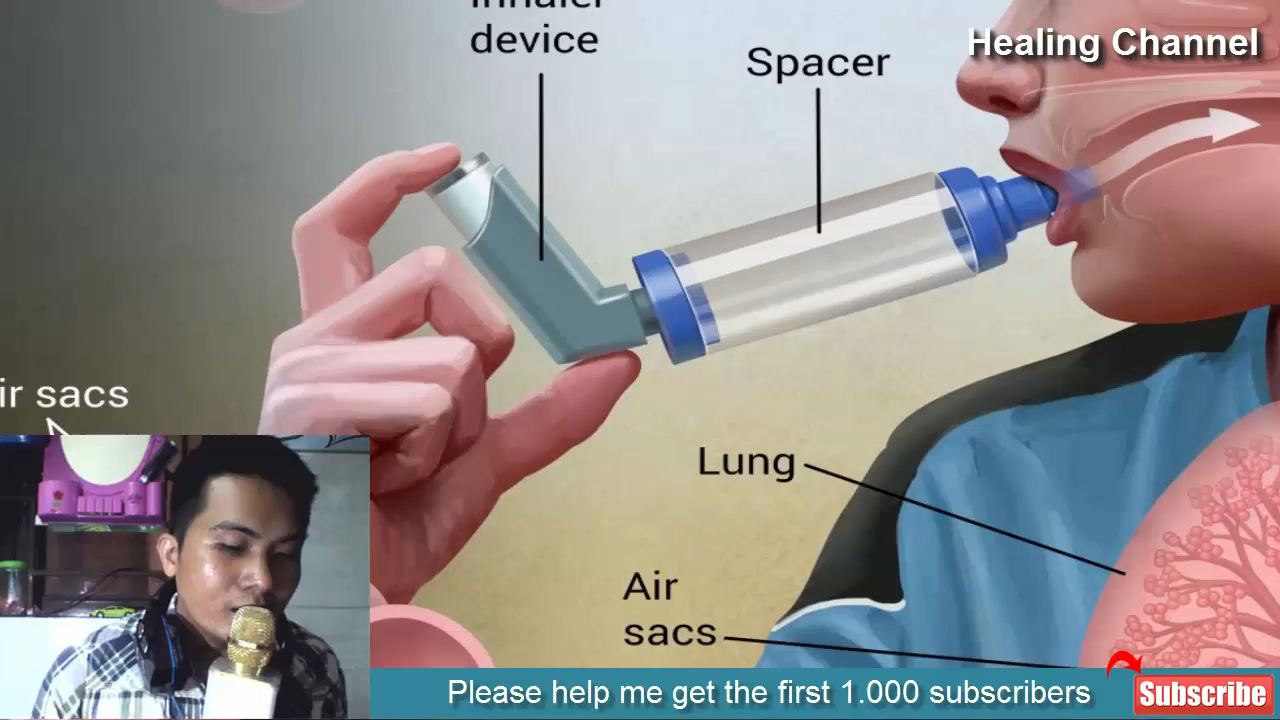 Inhaler
device
Spacer
Healing Channel
ir sacs
Lung
Air
sacs
Please help me get the first 1.000 subscribers
Subscribe